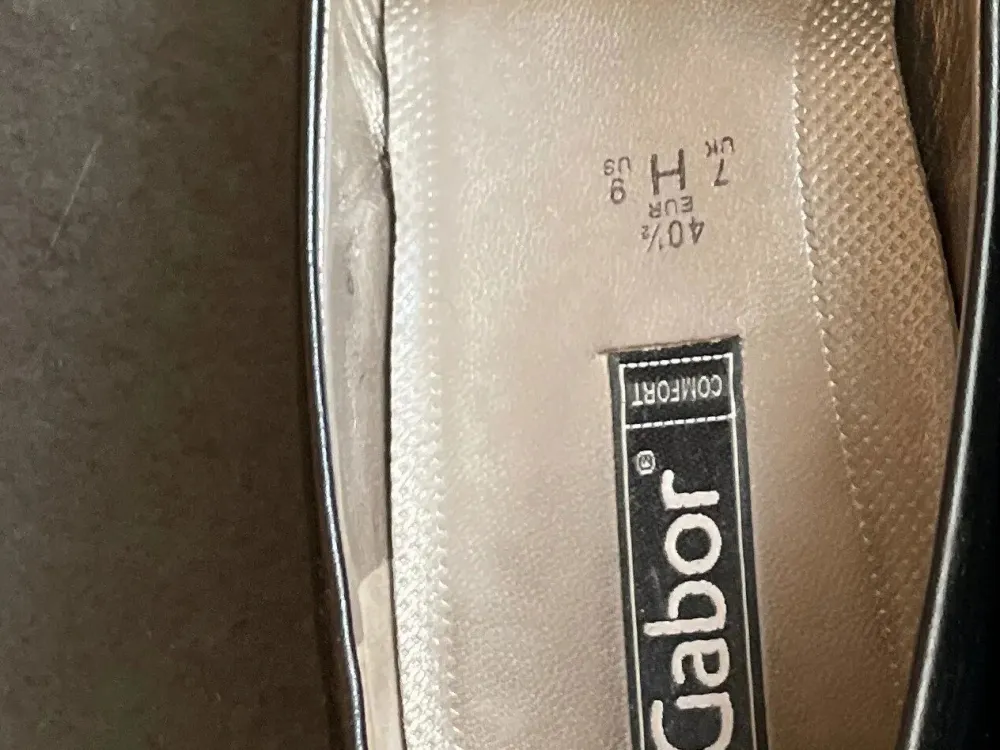 40½
EUR
7 H 9
UK US
COMFORT
Gabor